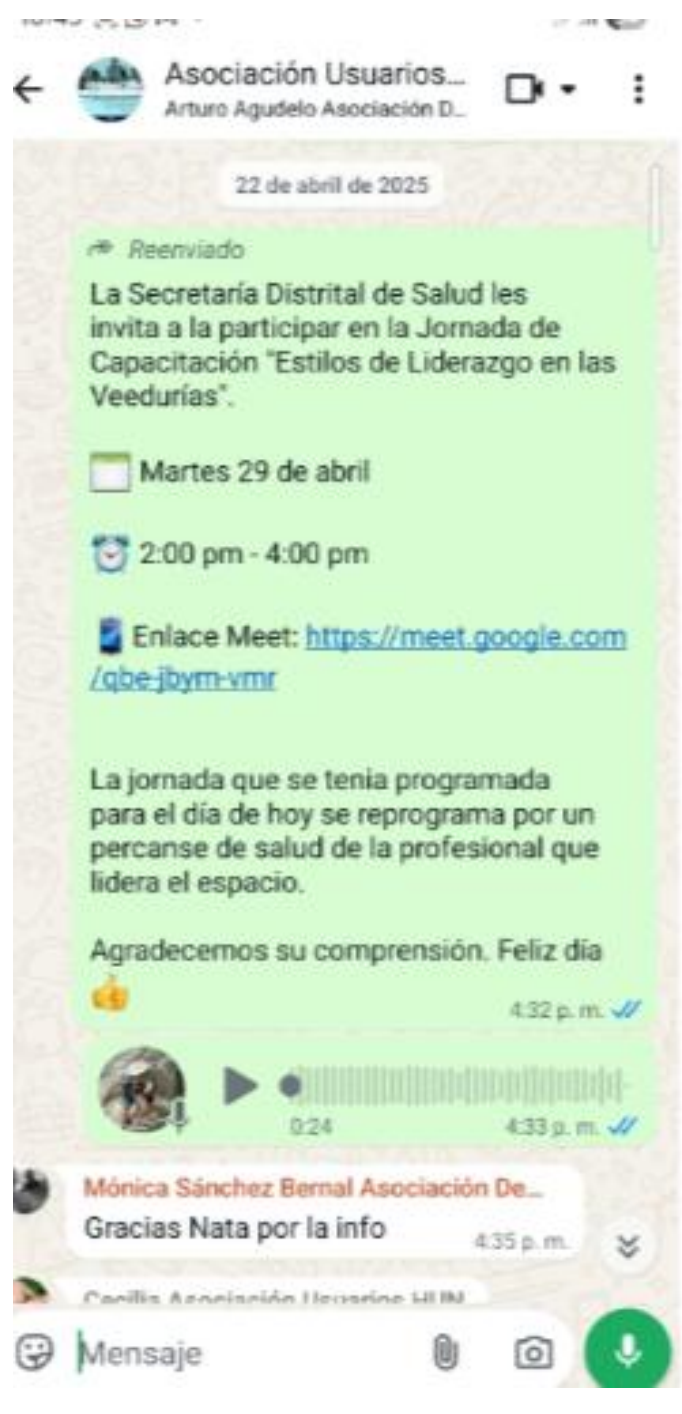 Asociación Usuarios...
Arturo Agudelo Asociación D...
22 de abril de 2025
Reenviado
La Secretaría Distrital de Salud les
invita a la participar en la Jornada de
Capacitación "Estilos de Liderazgo en las
Veedurías".
Martes 29 de abril
2:00 pm - 4:00 pm
Enlace Meet: https://meet.google.com
/qbe-jbym-vmr
La jornada que se tenia programada
para el día de hoy se reprograma por un
percanse de salud de la profesional que
lidera el espacio.
Agradecemos su comprensión. Feliz día
4:32 p. m.
0:24
4:33 p. m.
Mónica Sánchez Bernal Asociación De...
Gracias Nata por la info
4:35 p. m.
Cecilia Asociación Usuarios HUN
Mensaje